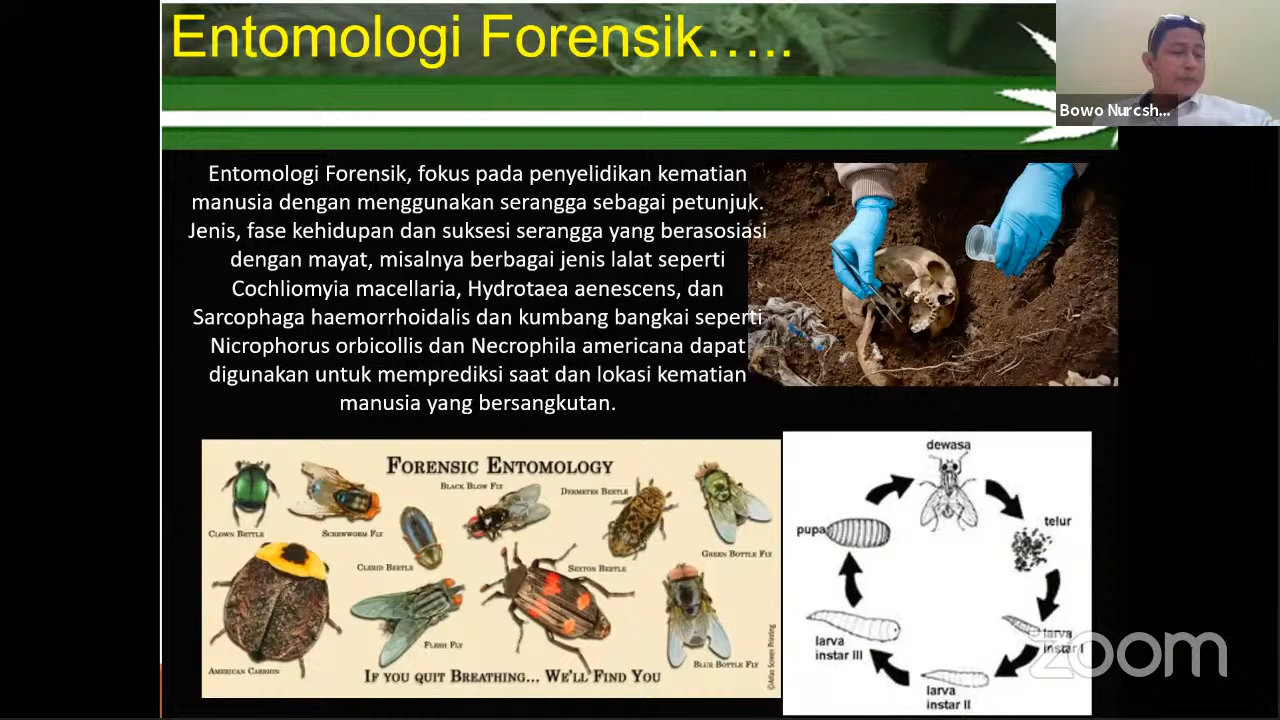 Entomologi Forensik…..
Bowo Nurcsh...
Entomologi Forensik, fokus pada penyelidikan kematian
manusia dengan menggunakan serangga sebagai petunjuk.
Jenis, fase kehidupan dan suksesi serangga yang berasosiasi
dengan mayat, misalnya berbagai jenis lalat seperti
Cochliomyia macellaria, Hydrotaea aenescens, dan
Sarcophaga haemorrhoidalis dan kumbang bangkai seperti
Nicrophorus orbicollis dan Necrophila americana dapat
digunakan untuk memprediksi saat dan lokasi kematian
manusia yang bersangkutan.
FORENSIC ENTOMOLOGY
BLACK BLOW FLY
DERMETES BEETLE
CLOWN BETTLE
SCREWWORM FLY
GREEN BOTTLE FLY
CLERID BEETLE
SEXTON BEETLE
FLESH FLY
AMERICAN CARRION
BLUR BOTTLE FLY
IF YOU QUIT BREATHING... WE'LL FIND YOU
©Atlas Screen Printing
dewasa
telur
pupa
larva
instar I
larva
instar III
larva
instar II
zoom